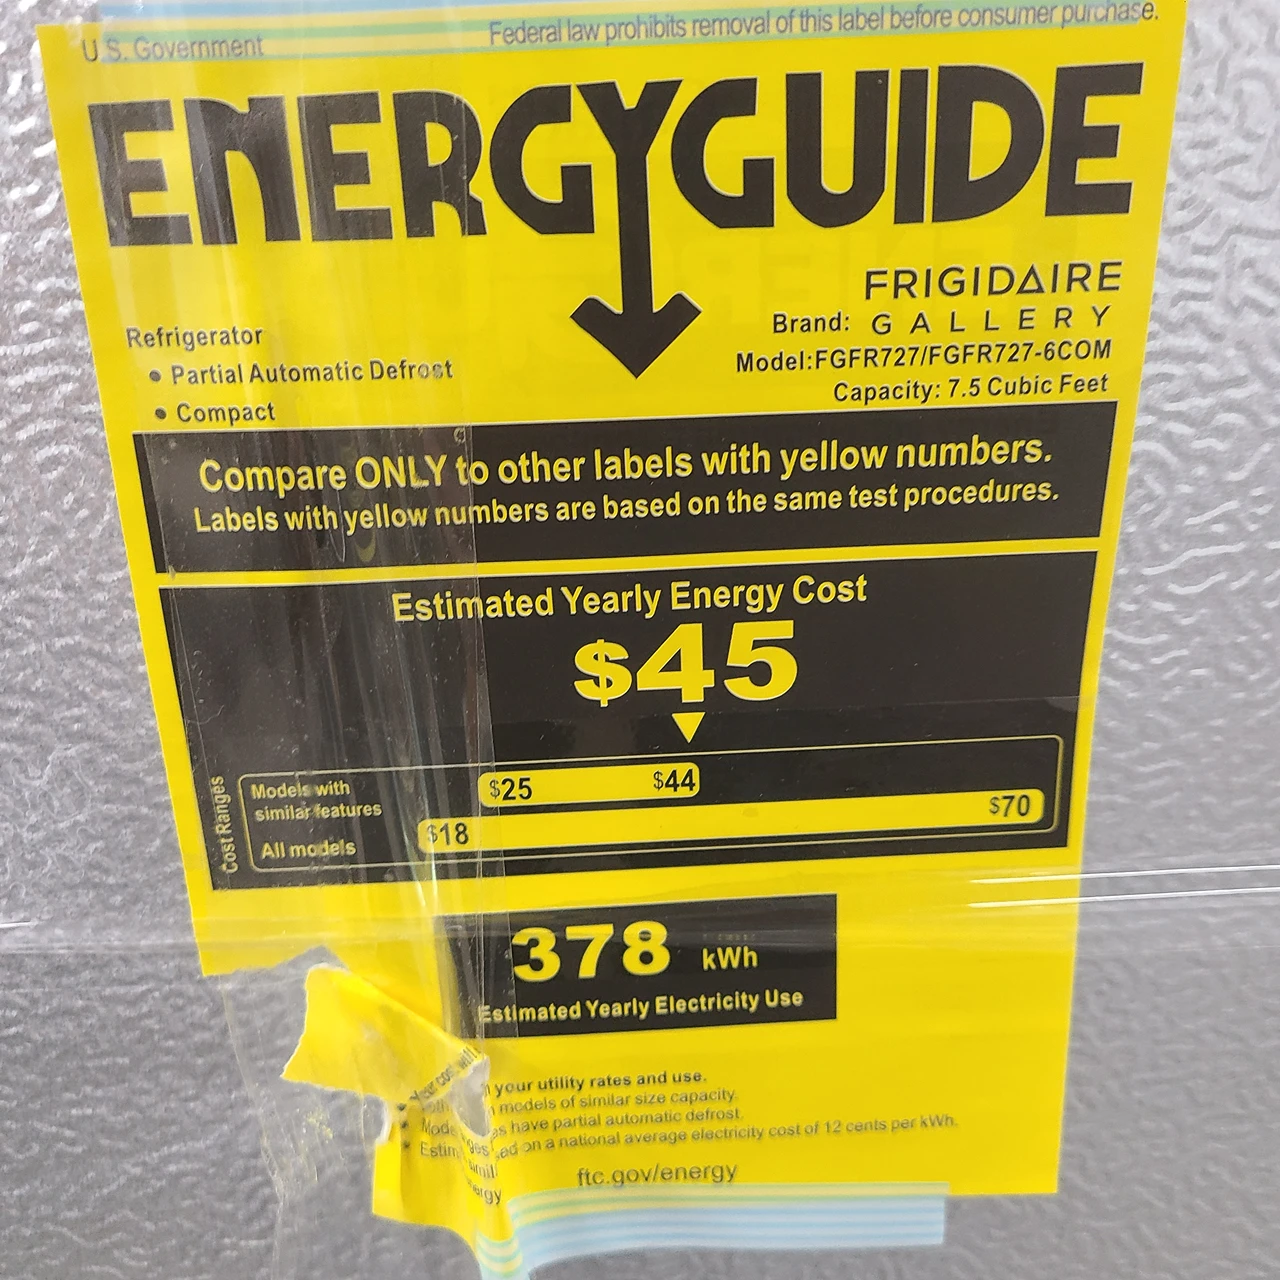 U.S. Government
Federal law prohibits removal of this label before consumer purchase.
ENERGYGUIDE
Refrigerator
• Partial Automatic Defrost
• Compact
FRIGIDAIRE
Brand: GALLERY
Model:FGFR727/FGFR727-6COM
Capacity: 7.5 Cubic Feet
Compare ONLY to other labels with yellow numbers.
Labels with yellow numbers are based on the same test procedures.
Estimated Yearly Energy Cost
$45
Cost Ranges
Models with
similar features
$25 $44
All models
$18 $70
378 kWh
Estimated Yearly Electricity Use
your utility rates and use.
models of similar size capacity.
have partial automatic defrost.
on a national average electricity cost of 12 cents per kWh.
ftc.gov/energy